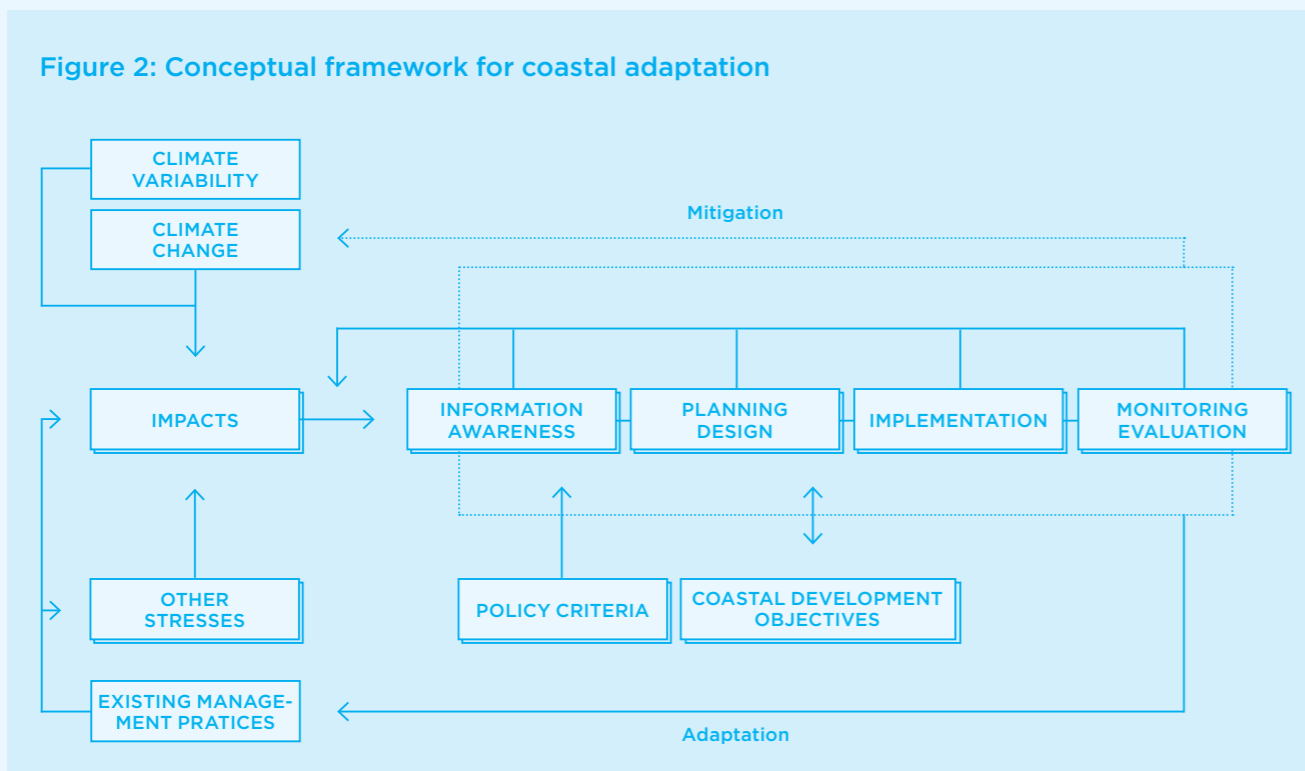 Figure 2: Conceptual framework for coastal adaptation
CLIMATE
VARIABILITY
CLIMATE
CHANGE
Mitigation
IMPACTS
INFORMATION
AWARENESS
PLANNING
DESIGN
IMPLEMENTATION
MONITORING
EVALUATION
OTHER
STRESSES
POLICY CRITERIA
COASTAL DEVELOPMENT
OBJECTIVES
EXISTING MANAGE-
MENT PRATICES
Adaptation